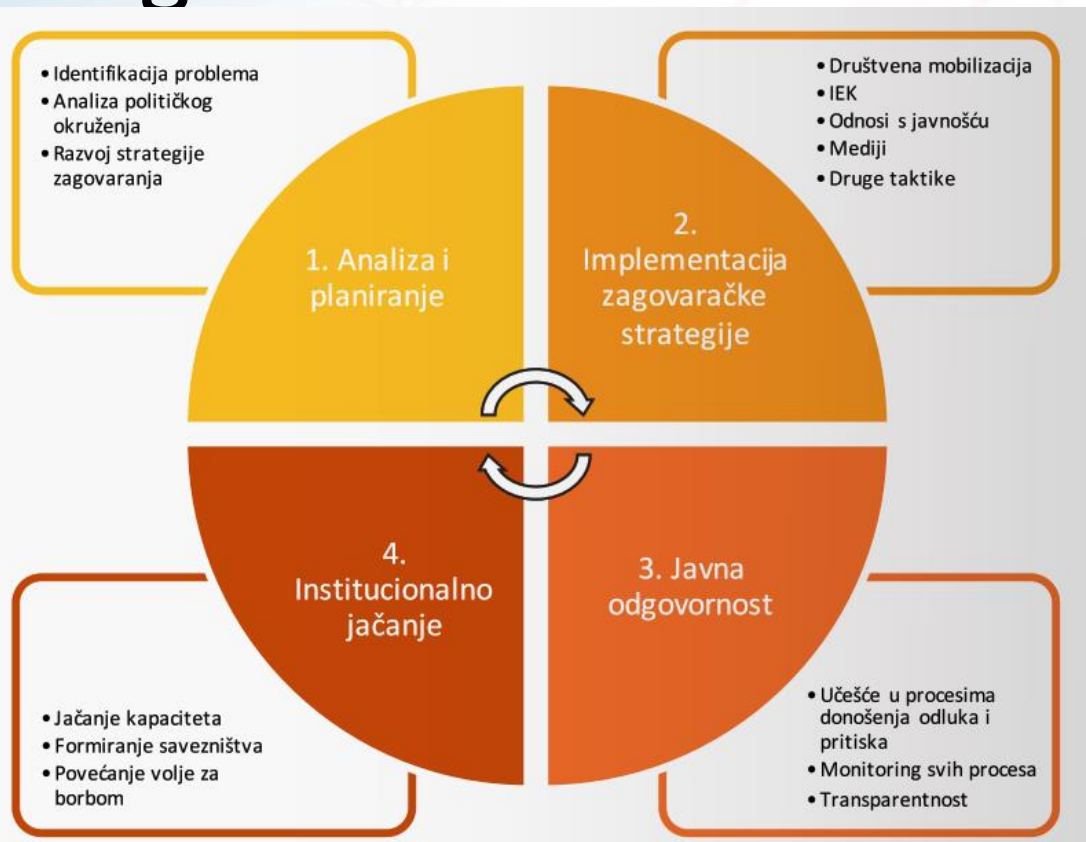 • Identifikacija problema
• Analiza političkog
okruženja
• Razvoj strategije
zagovaranja
1. Analiza i
planiranje
• Društvena mobilizacija
• IEK
• Odnosi s javnošću
• Mediji
• Druge taktike
2.
Implementacija
zagovaračke
strategije
3. Javna
odgovornost
• Učešće u procesima
donošenja odluka i
pritiska
• Monitoring svih procesa
• Transparentnost
4.
Institucionalno
jačanje
• Jačanje kapaciteta
• Formiranje savezništva
• Povećanje volje za
borbom